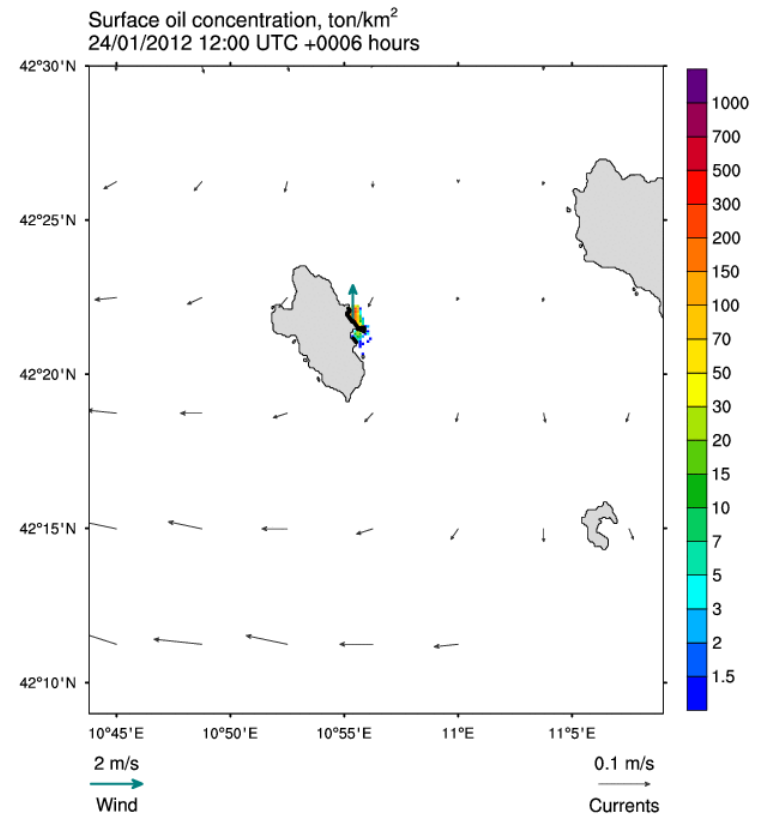 Surface oil concentration, ton/km²
24/01/2012 12:00 UTC +0006 hours
42°30'N
42°25'N
42°20'N
42°15'N
42°10'N
10°45'E
10°50'E
10°55'E
11°E
11°5'E
1000
700
500
300
200
150
100
70
50
30
20
15
10
7
5
3
2
1.5
2 m/s
Wind
0.1 m/s
Currents